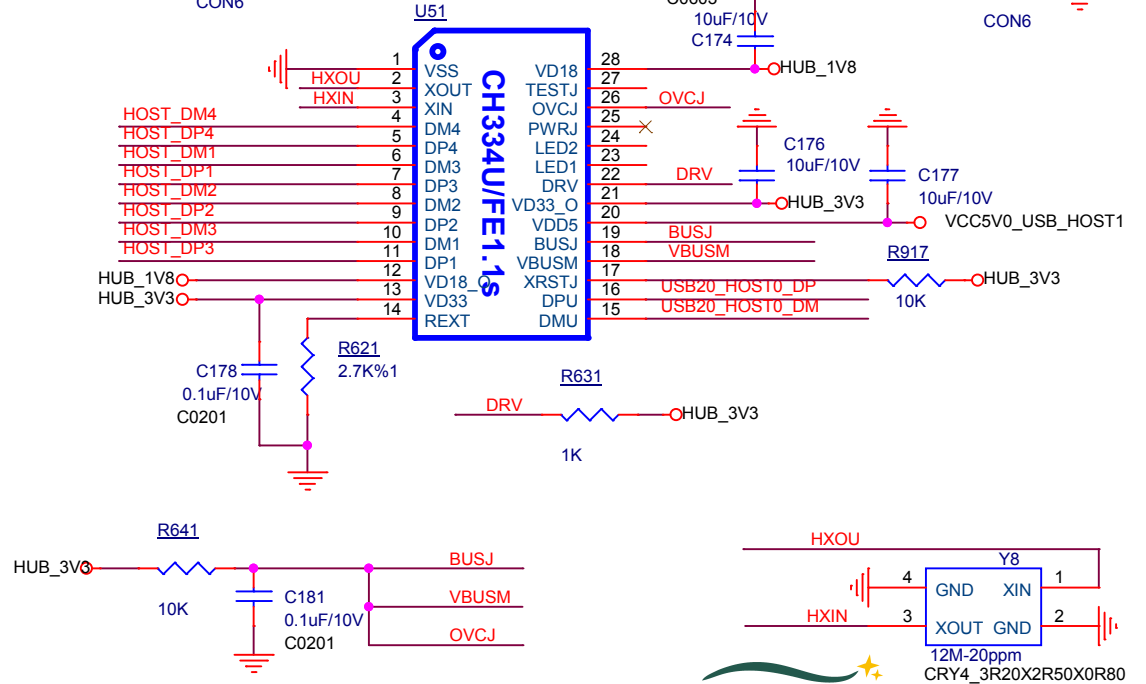 CON6
U51
C0603
10uF/10V
C174
CON6
HUB_1V8
1
VSS
VD18
28
HXOU
2
XOUT
TESTJ
27
HXIN
3
XIN
OVCJ
26
OVCJ
HOST_DM4
4
DM4
PWRJ
25
HOST_DP4
5
DP4
LED2
24
HOST_DM1
6
DM3
LED1
23
HOST_DP1
7
DP3
DRV
22
DRV
HOST_DM2
8
DM2
VD33_O
21
HUB_3V3
HOST_DP2
9
DP2
VDD5
20
VCC5V0_USB_HOST1
HOST_DM3
10
DM1
BUSJ
19
BUSJ
HOST_DP3
11
DP1
VBUSM
18
VBUSM
HUB_1V8
12
VD18_O
XRSTJ
17
HUB_3V3
13
VD33
DPU
16
USB20_HOST0_DP
14
REXT
DMU
15
USB20_HOST0_DM
CH334U/FE1.1s
C176
10uF/10V
C177
10uF/10V
R917
10K
HUB_3V3
C178
0.1uF/10V
C0201
R621
2.7K%1
R631
DRV
HUB_3V3
1K
R641
HUB_3V3
10K
C181
0.1uF/10V
C0201
BUSJ
VBUSM
OVCJ
HXOU
Y8
4
GND
XIN
1
HXIN
3
XOUT
GND
2
12M-20ppm
CRY4_3R20X2R50X0R80